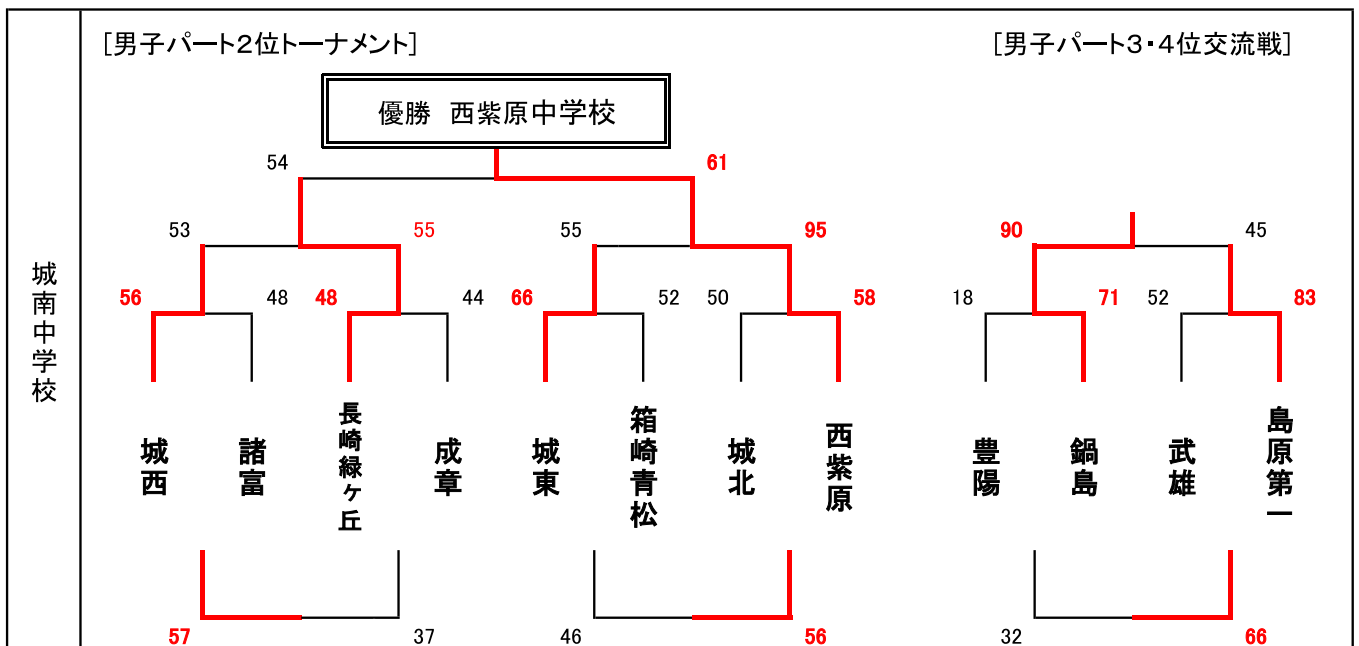 [男子パート2位トーナメント]
[男子パート3・4位交流戦]
優勝 西紫原中学校
54
61
53
55
55
95
90
45
56
48
48
44
66
52
50
58
18
71
52
83
城南中学校
城西
諸富
長崎緑ヶ丘
成章
城東
箱崎青松
城北
西紫原
豊陽
鍋島
武雄
島原第一
57
37
46
56
32
66